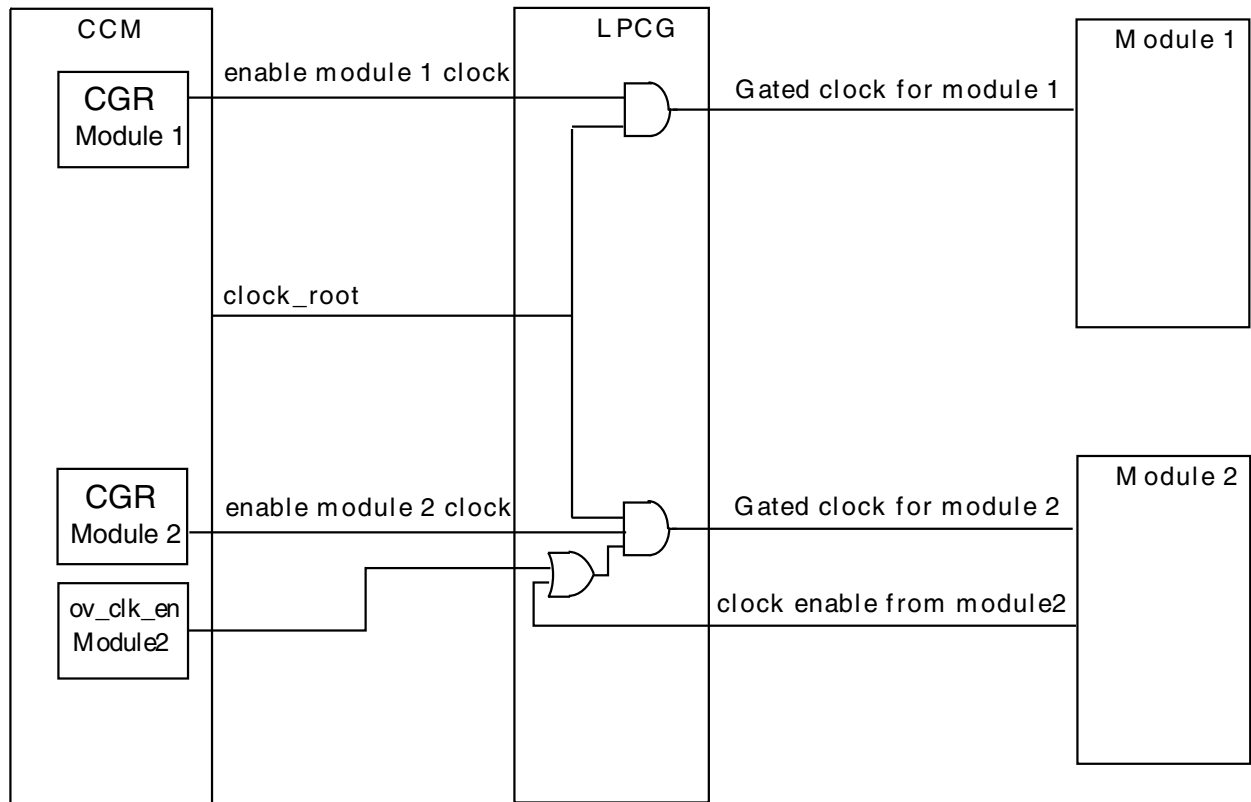 CCM
LPCG
Module 1
enable module 1 clock
Gated clock for module 1
CGR
Module 1
clock_root
Module 2
CGR
Module 2
enable module 2 clock
Gated clock for module 2
ov_clk_en
Module2
clock enable from module2